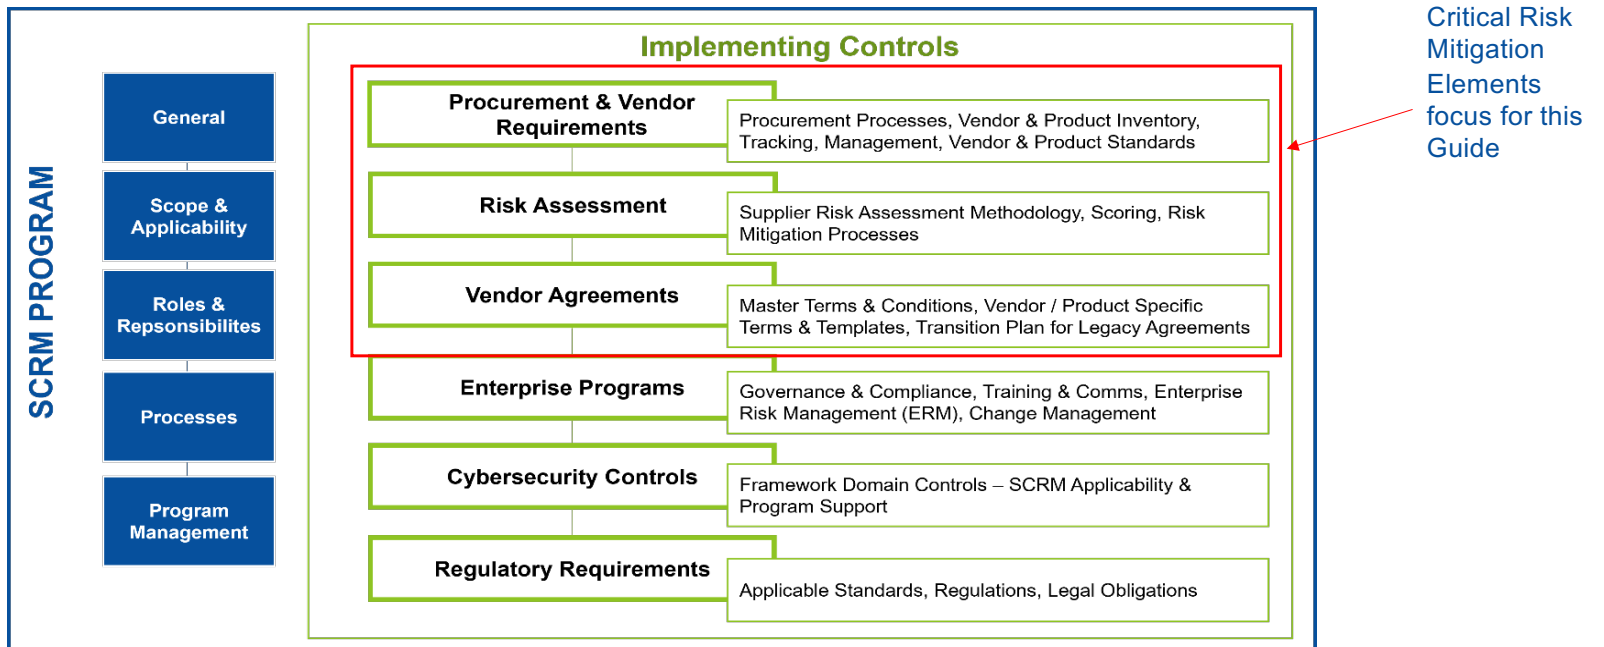 SCRM PROGRAM
General
Scope &
Applicability
Roles &
Repsonsibilites
Processes
Program
Management
Implementing Controls
Procurement & Vendor
Requirements
Procurement Processes, Vendor & Product Inventory,
Tracking, Management, Vendor & Product Standards
Risk Assessment
Supplier Risk Assessment Methodology, Scoring, Risk
Mitigation Processes
Vendor Agreements
Master Terms & Conditions, Vendor / Product Specific
Terms & Templates, Transition Plan for Legacy Agreements
Enterprise Programs
Governance & Compliance, Training & Comms, Enterprise
Risk Management (ERM), Change Management
Cybersecurity Controls
Framework Domain Controls – SCRM Applicability &
Program Support
Regulatory Requirements
Applicable Standards, Regulations, Legal Obligations
Critical Risk
Mitigation
Elements
focus for this
Guide